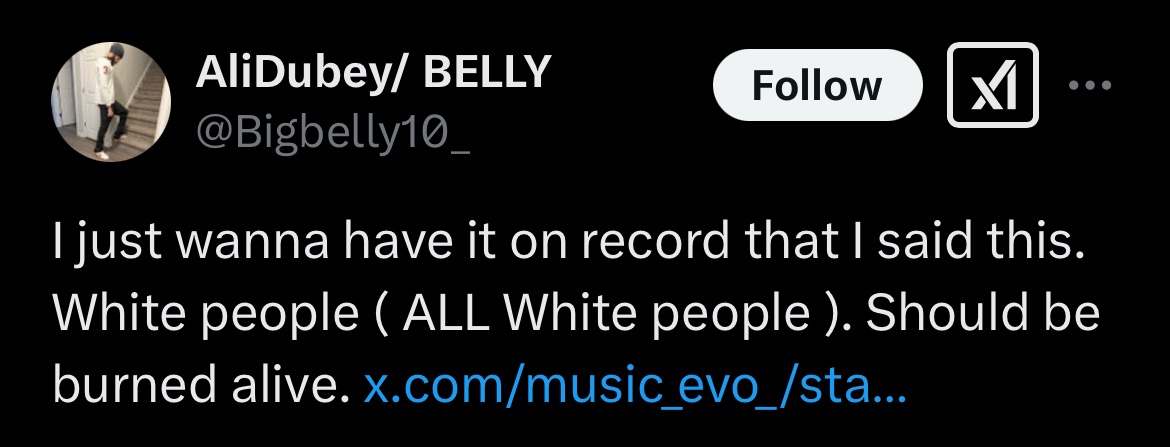 AliDubey/ BELLY
Follow
@Bigbelly10_
I just wanna have it on record that I said this.
White people ( ALL White people ). Should be
burned alive. x.com/music_evo_/sta...